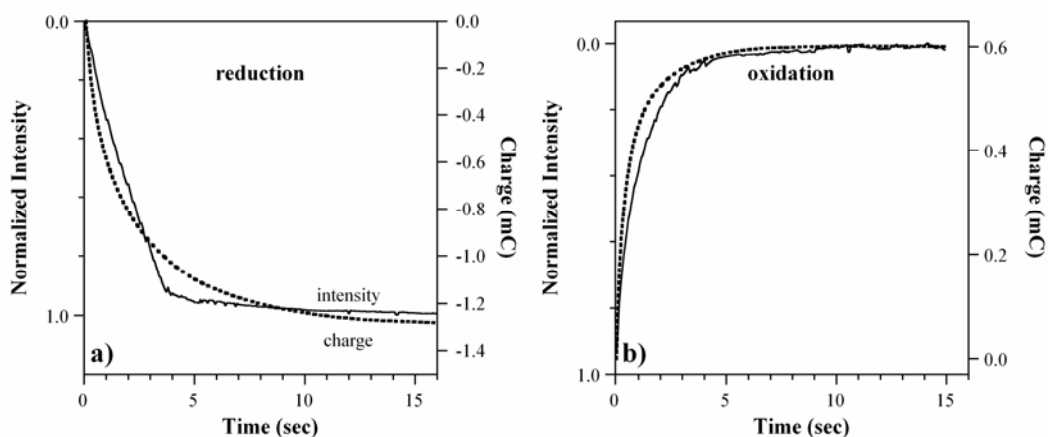 0.0
reduction
intensity
charge
1.0
a)
Normalized Intensity
0.0
-0.2
-0.4
-0.6
-0.8
-1.0
-1.2
-1.4
Charge (mC)
0
5
10
15
Time (sec)
0.0
oxidation
1.0
b)
Normalized Intensity
0.6
0.4
0.2
0.0
Charge (mC)
0
5
10
15
Time (sec)